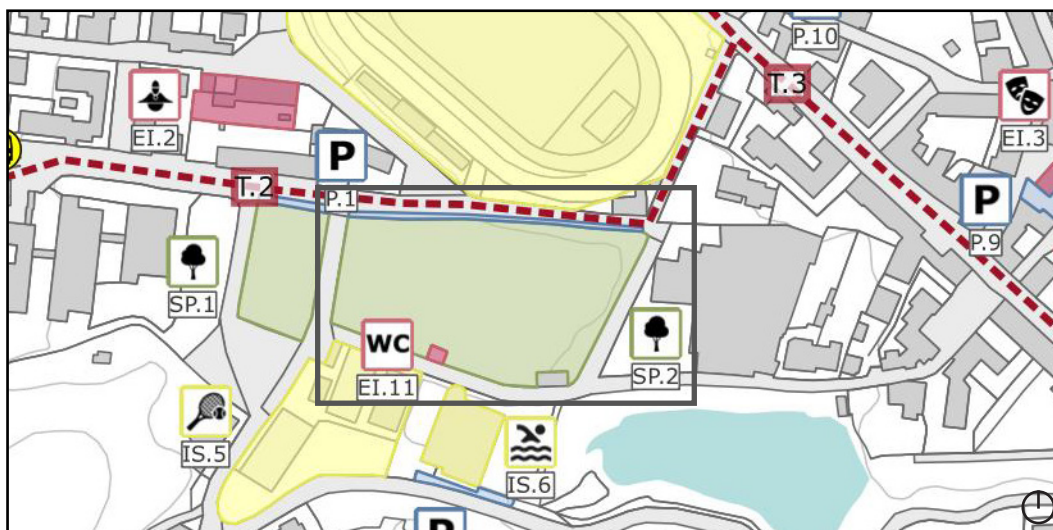 P.10
T.3
EI.2
EI.3
P
T.2
P.1
P
P.9
SP.1
WC
EI.11
SP.2
IS.5
IS.6
P